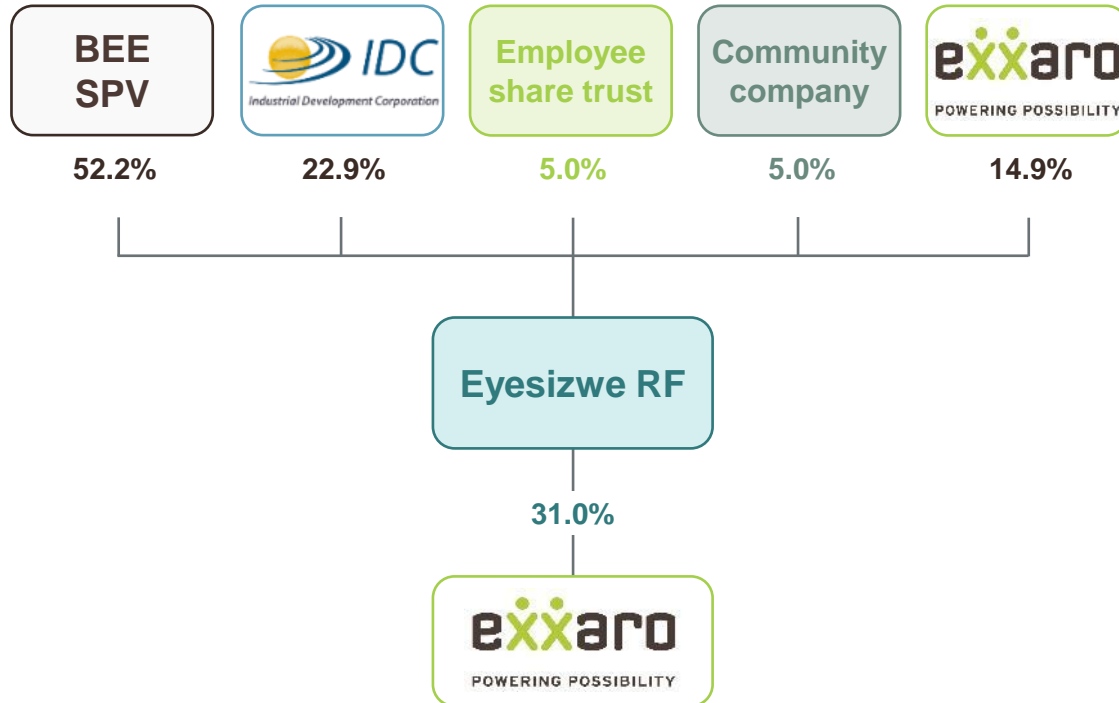 BEE
SPV
IDC
Industrial Development Corporation
Employee
share trust
Community
company
exxaro
POWERING POSSIBILITY
52.2%
22.9%
5.0%
5.0%
14.9%
Eyesizwe RF
31.0%
exxaro
POWERING POSSIBILITY